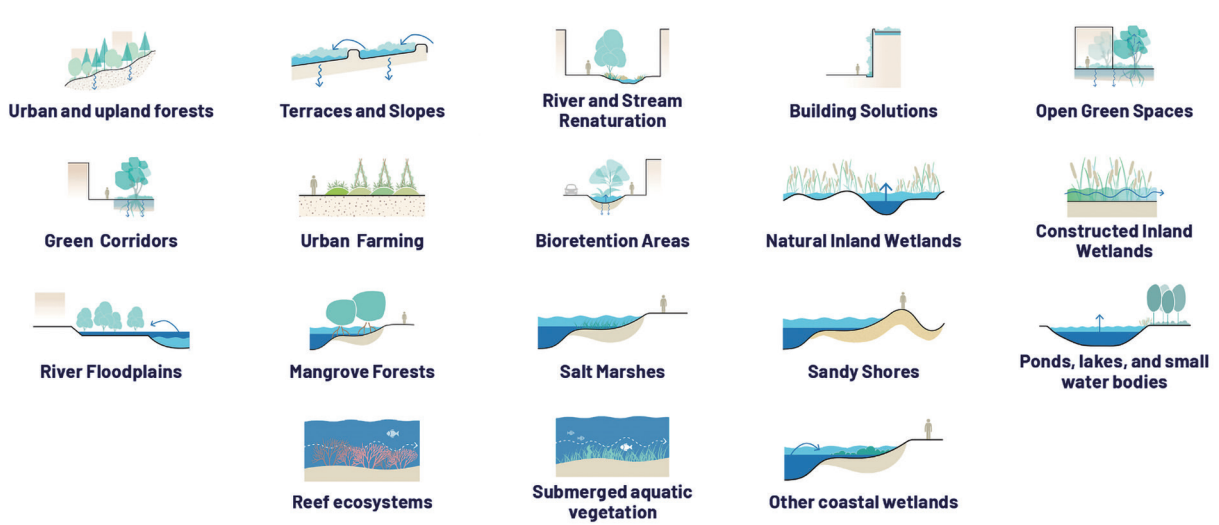 Urban and upland forests
Terraces and Slopes
River and Stream
Renaturation
Building Solutions
Open Green Spaces
Green Corridors
Urban Farming
Bioretention Areas
Natural Inland Wetlands
Constructed Inland
Wetlands
River Floodplains
Mangrove Forests
Salt Marshes
Sandy Shores
Ponds, lakes, and small
water bodies
Reef ecosystems
Submerged aquatic
vegetation
Other coastal wetlands